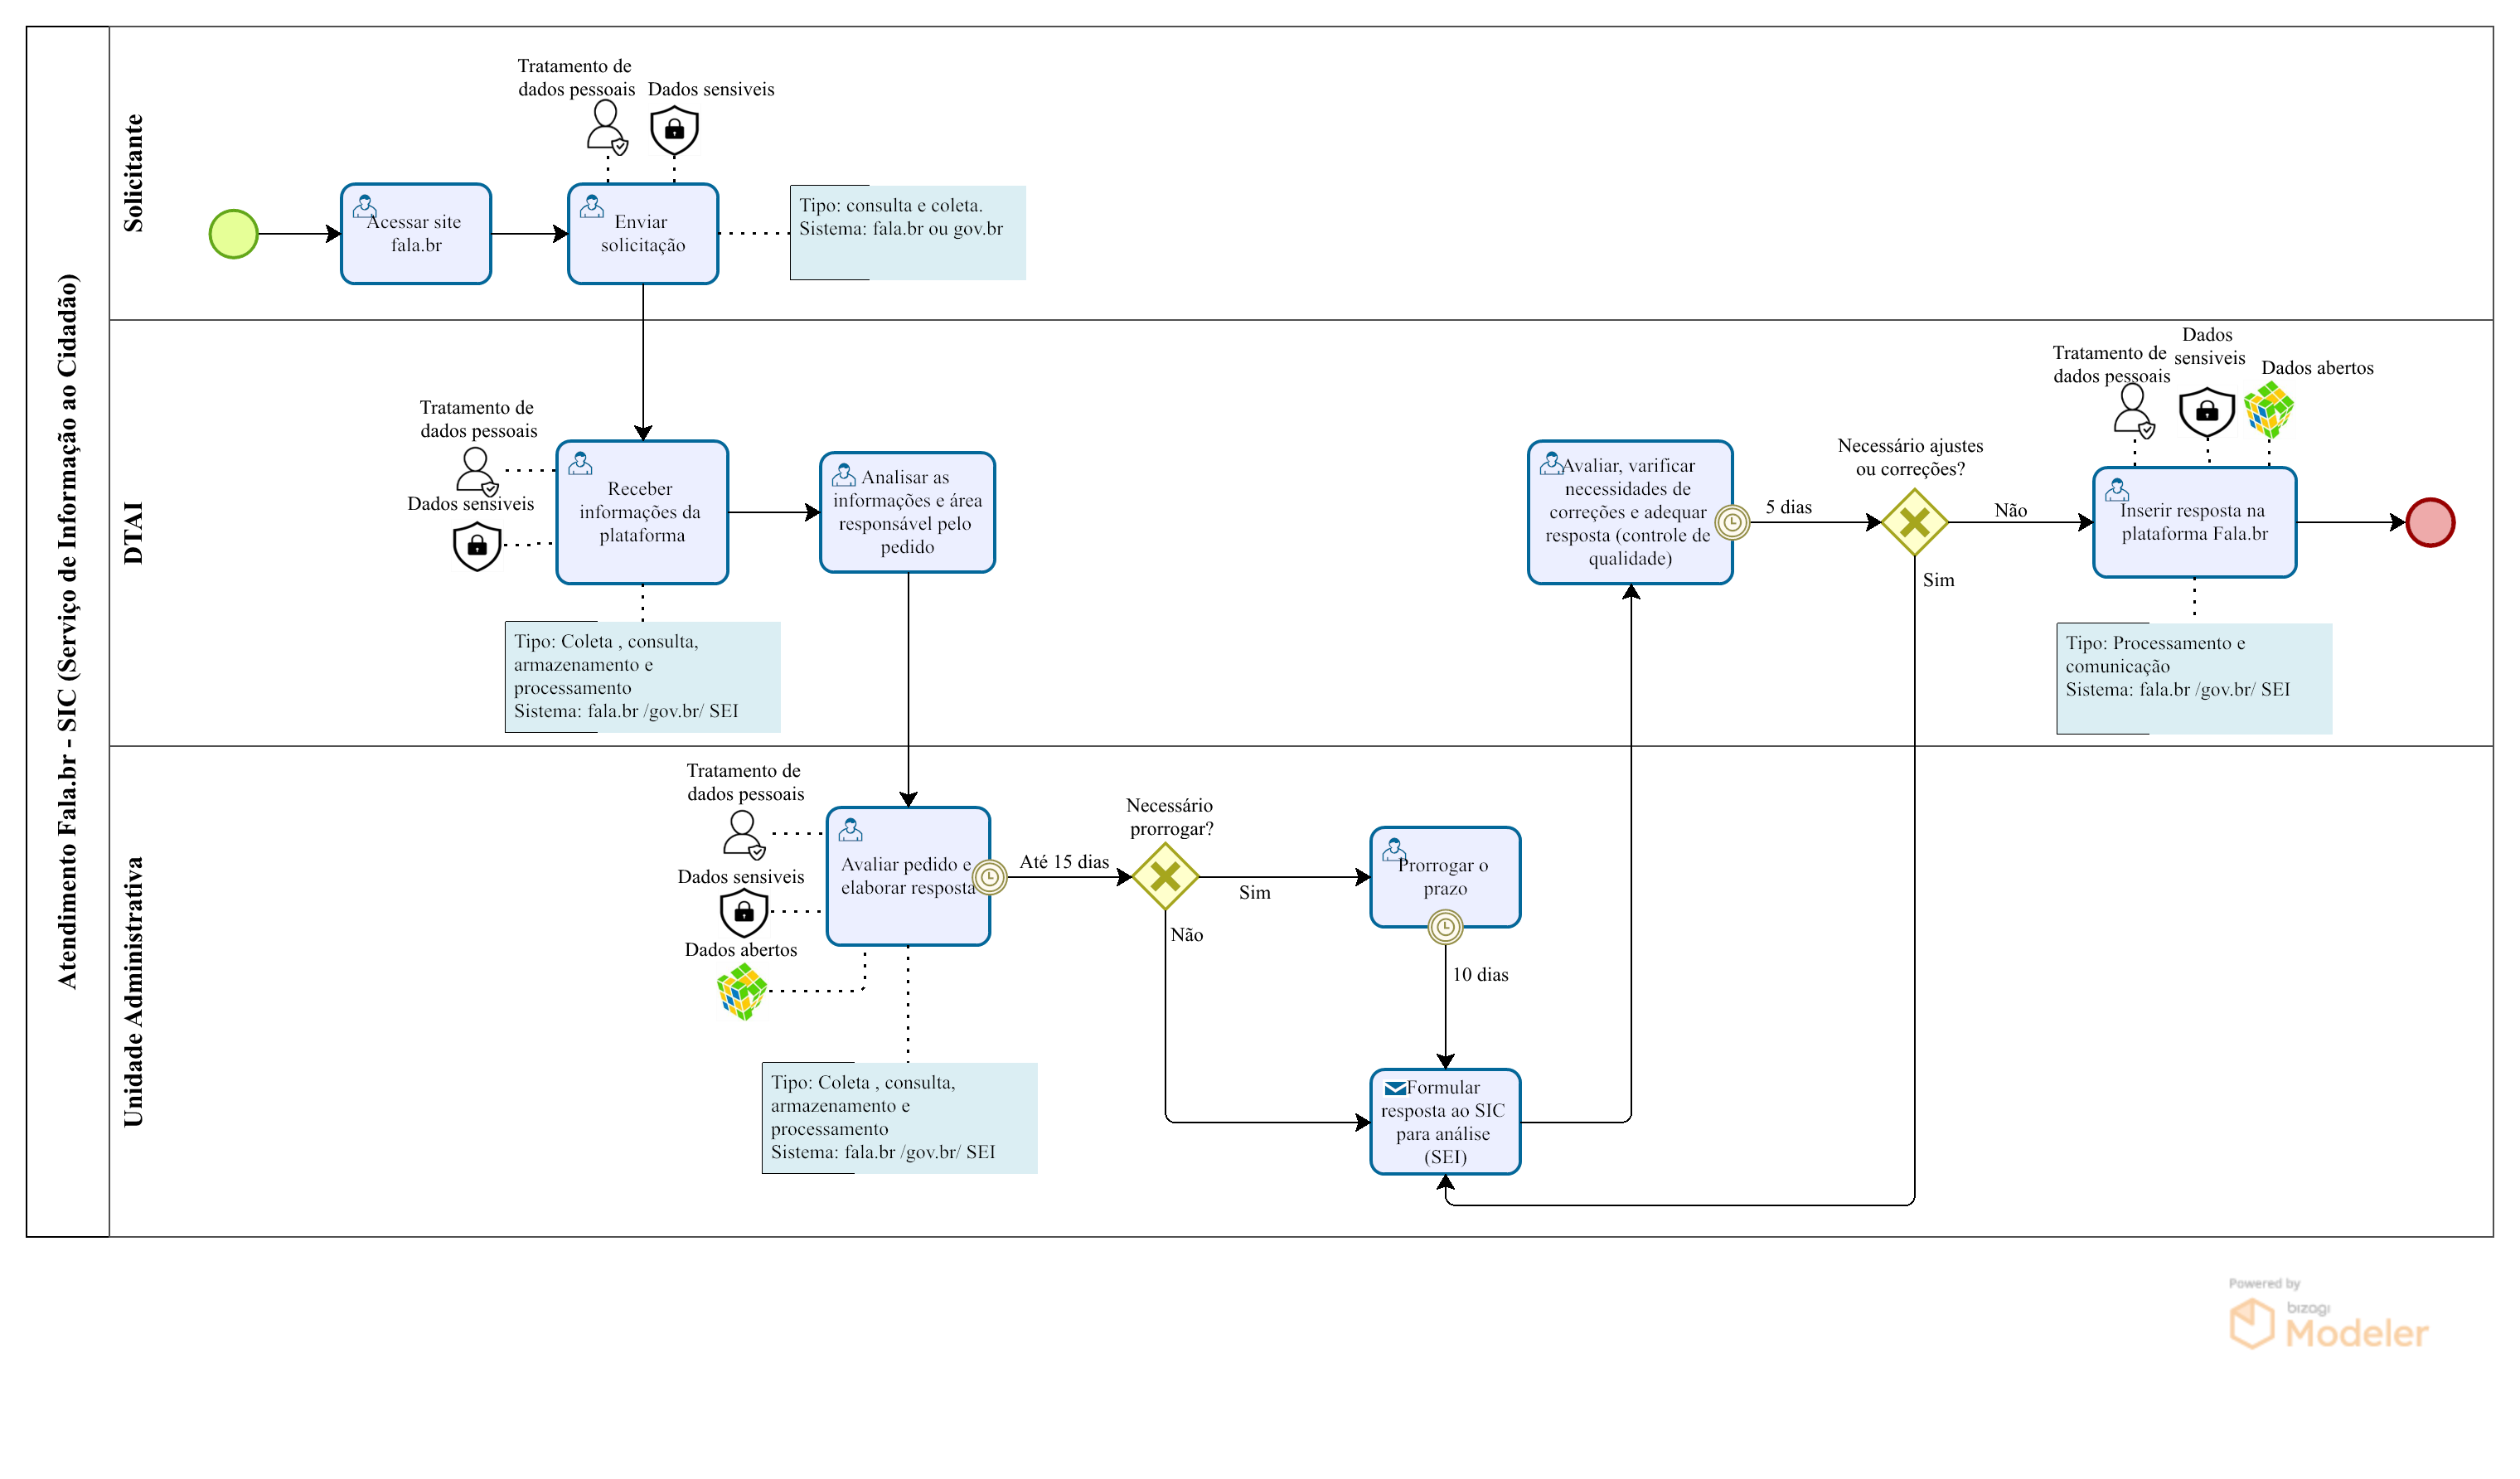 Atendimento Fala.br - SIC (Serviço de Informação ao Cidadão)
Solicitante
Tratamento de
dados pessoais
Dados sensiveis
Acessar site
fala.br
Enviar
solicitação
Tipo: consulta e coleta.
Sistema: fala.br ou gov.br
DTAI
Tratamento de
dados pessoais
Dados sensiveis
Receber
informações da
plataforma
Analisar as
informações e área
responsável pelo
pedido
Tipo: Coleta , consulta,
armazenamento e
processamento
Sistema: fala.br /gov.br/ SEI
Avaliar, varificar
necessidades de
correções e adequar
resposta (controle de
qualidade)
5 dias
Necessário ajustes
ou correções?
Não
Sim
Tratamento de
dados pessoais
Dados
sensiveis
Dados abertos
Inserir resposta na
plataforma Fala.br
Tipo: Processamento e
comunicação
Sistema: fala.br /gov.br/ SEI
Unidade Administrativa
Tratamento de
dados pessoais
Dados sensiveis
Dados abertos
Avaliar pedido e
elaborar resposta
Até 15 dias
Necessário
prorrogar?
Sim
Não
Prorrogar o
prazo
10 dias
Tipo: Coleta , consulta,
armazenamento e
processamento
Sistema: fala.br /gov.br/ SEI
Formular
resposta ao SIC
para análise
(SEI)
Powered by
bizagi
Modeler